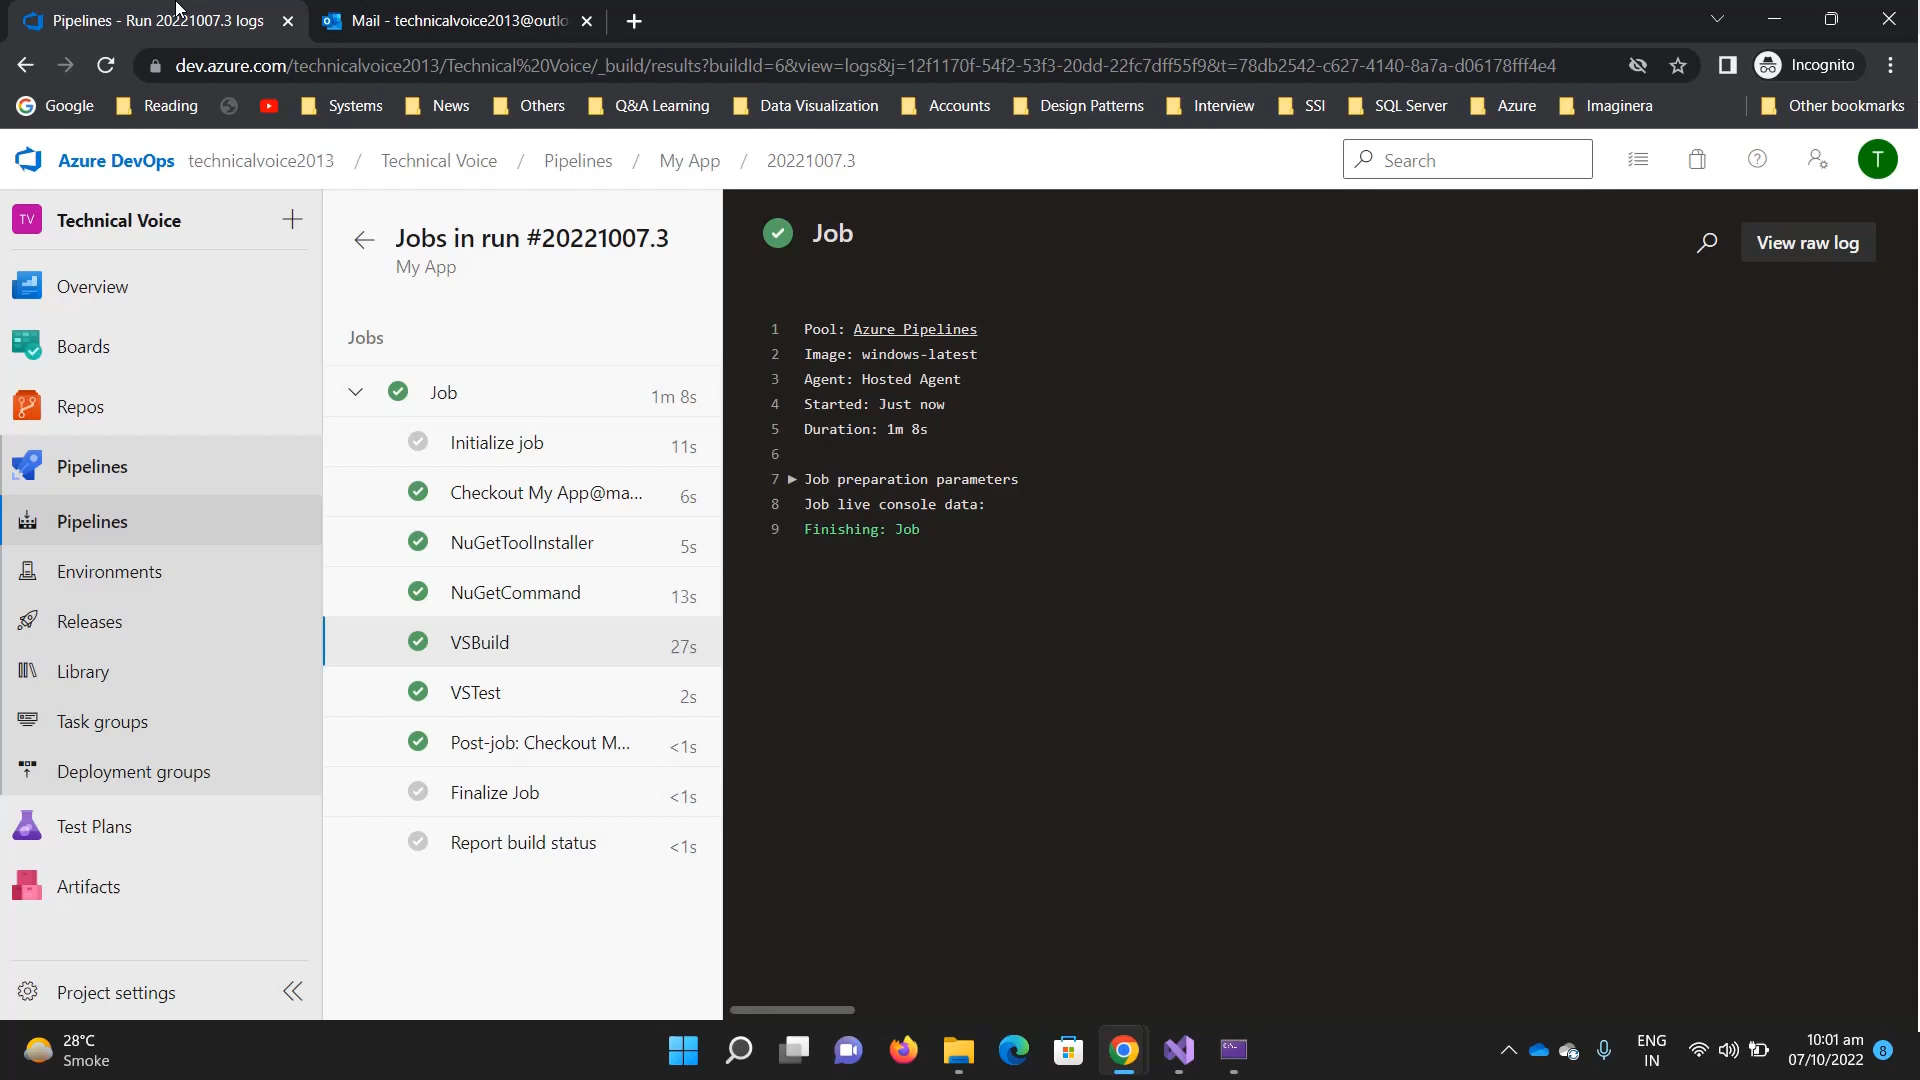 Pipelines - Run 20221007.3 logs
Mail - technicalvoice2013@outlo
dev.azure.com/technicalvoice2013/Technical%20Voice/_build/results?buildId=6&view=logs&j=12f1170f-54f2-53f3-20dd-22fc7dff55f9&t=78db2542-c627-4140-8a7a-d06178fff4e4
Incognito
Google
Reading
Systems
News
Others
Q&A Learning
Data Visualization
Accounts
Design Patterns
Interview
SSI
SQL Server
Azure
Imaginera
Other bookmarks
Azure DevOps technicalvoice2013 / Technical Voice / Pipelines / My App / 20221007.3
Search
T
TV Technical Voice
Overview
Boards
Repos
Pipelines
Pipelines
Environments
Releases
Library
Task groups
Deployment groups
Test Plans
Artifacts
Project settings
Jobs in run #20221007.3
My App
Jobs
Job 1m 8s
Initialize job 11s
Checkout My App@ma... 6s
NuGetToolInstaller 5s
NuGetCommand 13s
VSBuild 27s
VSTest 2s
Post-job: Checkout M... <1s
Finalize Job <1s
Report build status <1s
Job
View raw log
1 Pool: Azure Pipelines
2 Image: windows-latest
3 Agent: Hosted Agent
4 Started: Just now
5 Duration: 1m 8s
6
7 Job preparation parameters
8 Job live console data:
9 Finishing: Job
28°C
Smoke
ENG
IN
10:01 am
07/10/2022
8